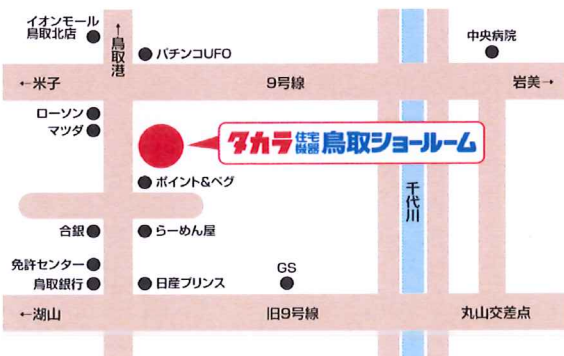 イオンモール
鳥取北店
←鳥取港
パチンコUFO
中央病院
←米子
9号線
岩美→
ローソン
マツダ
タカラ住宅機器鳥取ショールーム
ポイント&ペグ
千代川
合銀
らーめん屋
免許センター
鳥取銀行
日産プリンス
GS
←湖山
旧9号線
丸山交差点